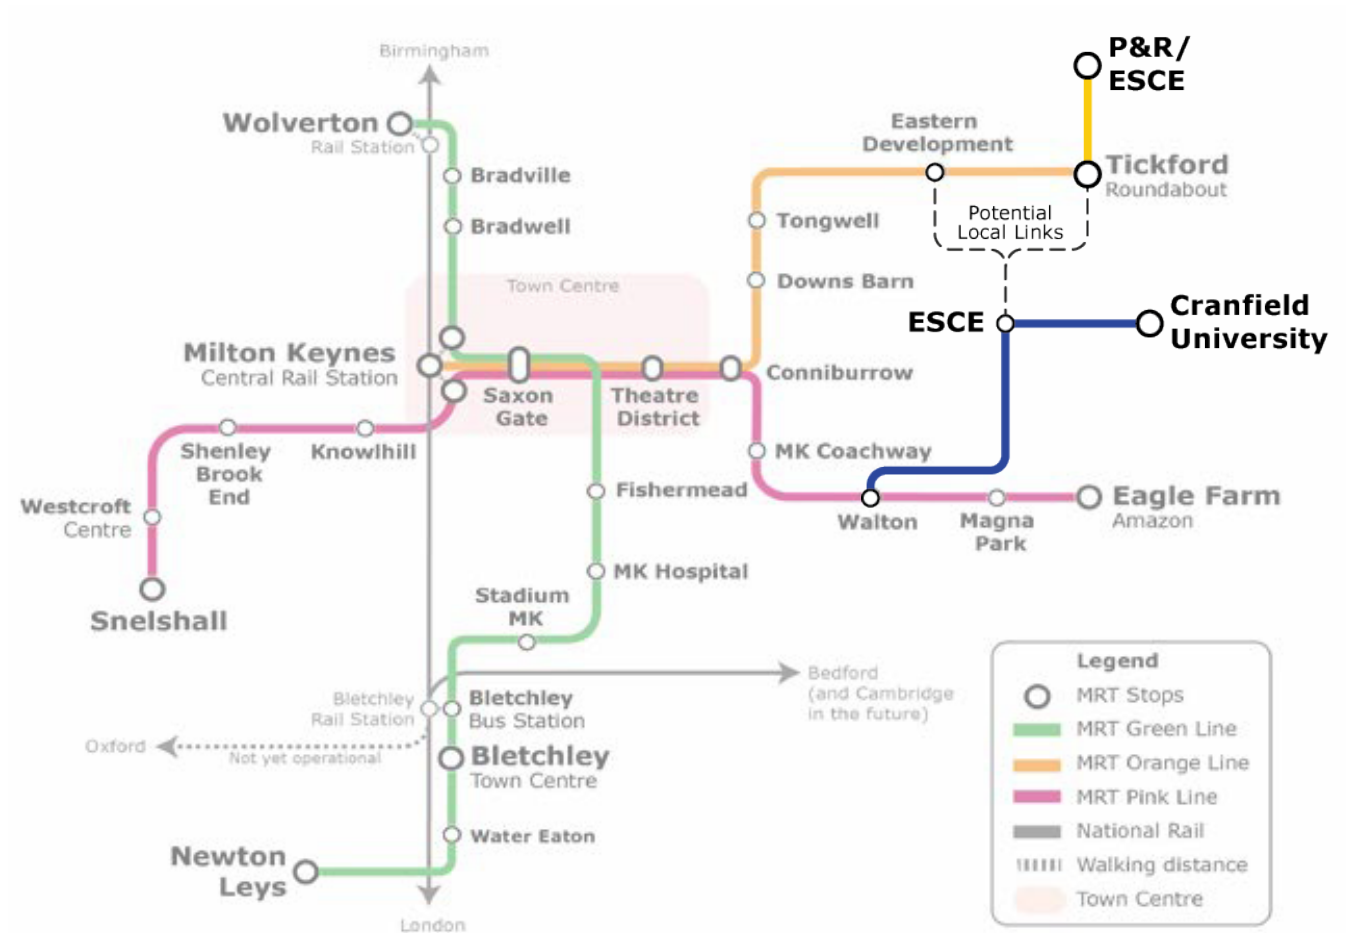 Birmingham
P&R/
ESCE
Wolverton
Rail Station
Eastern
Development
Tickford
Roundabout
Bradville
Bradwell
Tongwell
Potential
Local Links
Downs Barn
Town Centre
ESCE
Cranfield
University
Milton Keynes
Central Rail Station
Saxon
Gate
Theatre
District
Conniburrow
Shenley
Brook
End
Knowlhill
MK Coachway
Westcroft
Centre
Fishermead
Walton
Magna
Park
Eagle Farm
Amazon
MK Hospital
Snelshall
Stadium
MK
Bletchley
Rail Station
Bletchley
Bus Station
Bedford
(and Cambridge
in the future)
Oxford
Not yet operational
Bletchley
Town Centre
Water Eaton
Newton
Leys
London
Legend
MRT Stops
MRT Green Line
MRT Orange Line
MRT Pink Line
National Rail
Walking distance
Town Centre